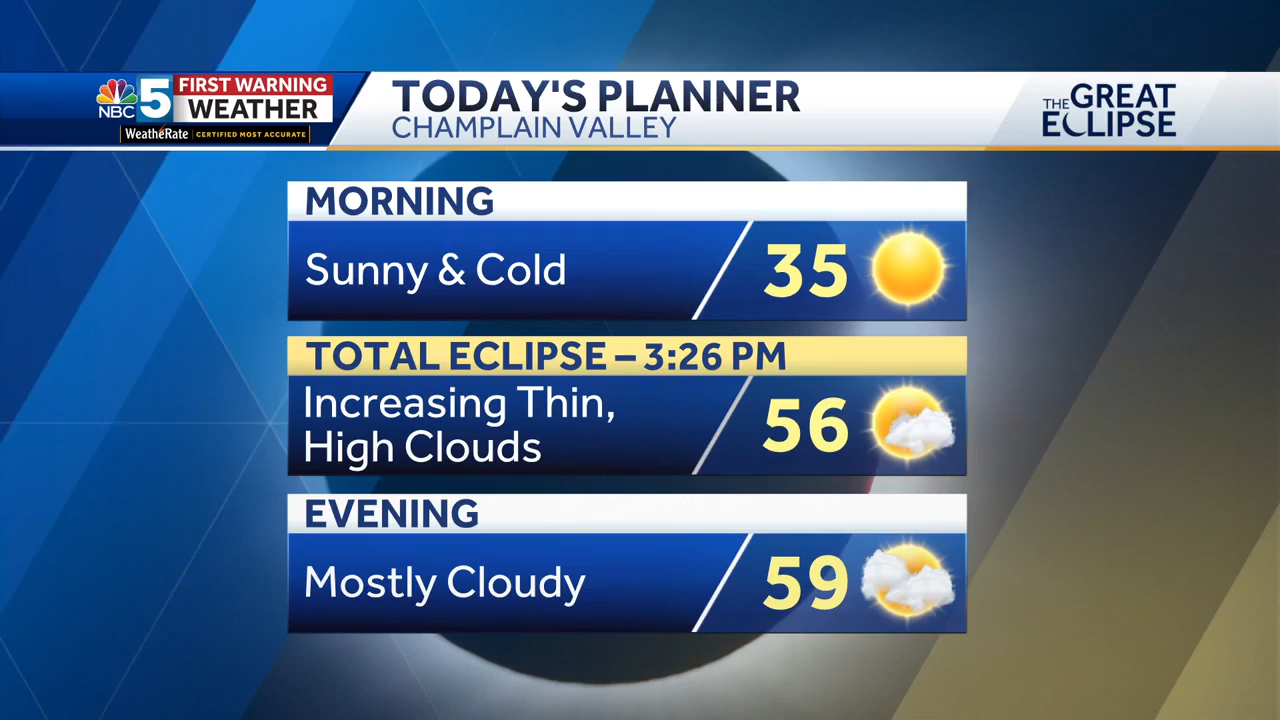 NBC 5 FIRST WARNING
WEATHER
WeatheRate CERTIFIED MOST ACCURATE
TODAY'S PLANNER
CHAMPLAIN VALLEY
THE GREAT
ECLIPSE
MORNING
Sunny & Cold 35
TOTAL ECLIPSE – 3:26 PM
Increasing Thin,
High Clouds 56
EVENING
Mostly Cloudy 59